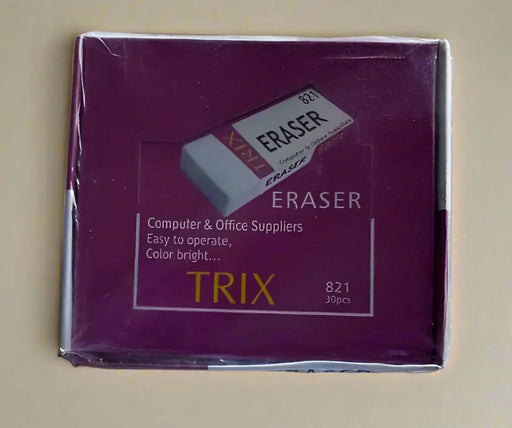 821
TRIX
ERASER
Computer & Office Suppliers
ERASER
ERASER
Computer & Office Suppliers
Easy to operate,
Color bright...
TRIX
821
30pcs
ERASER